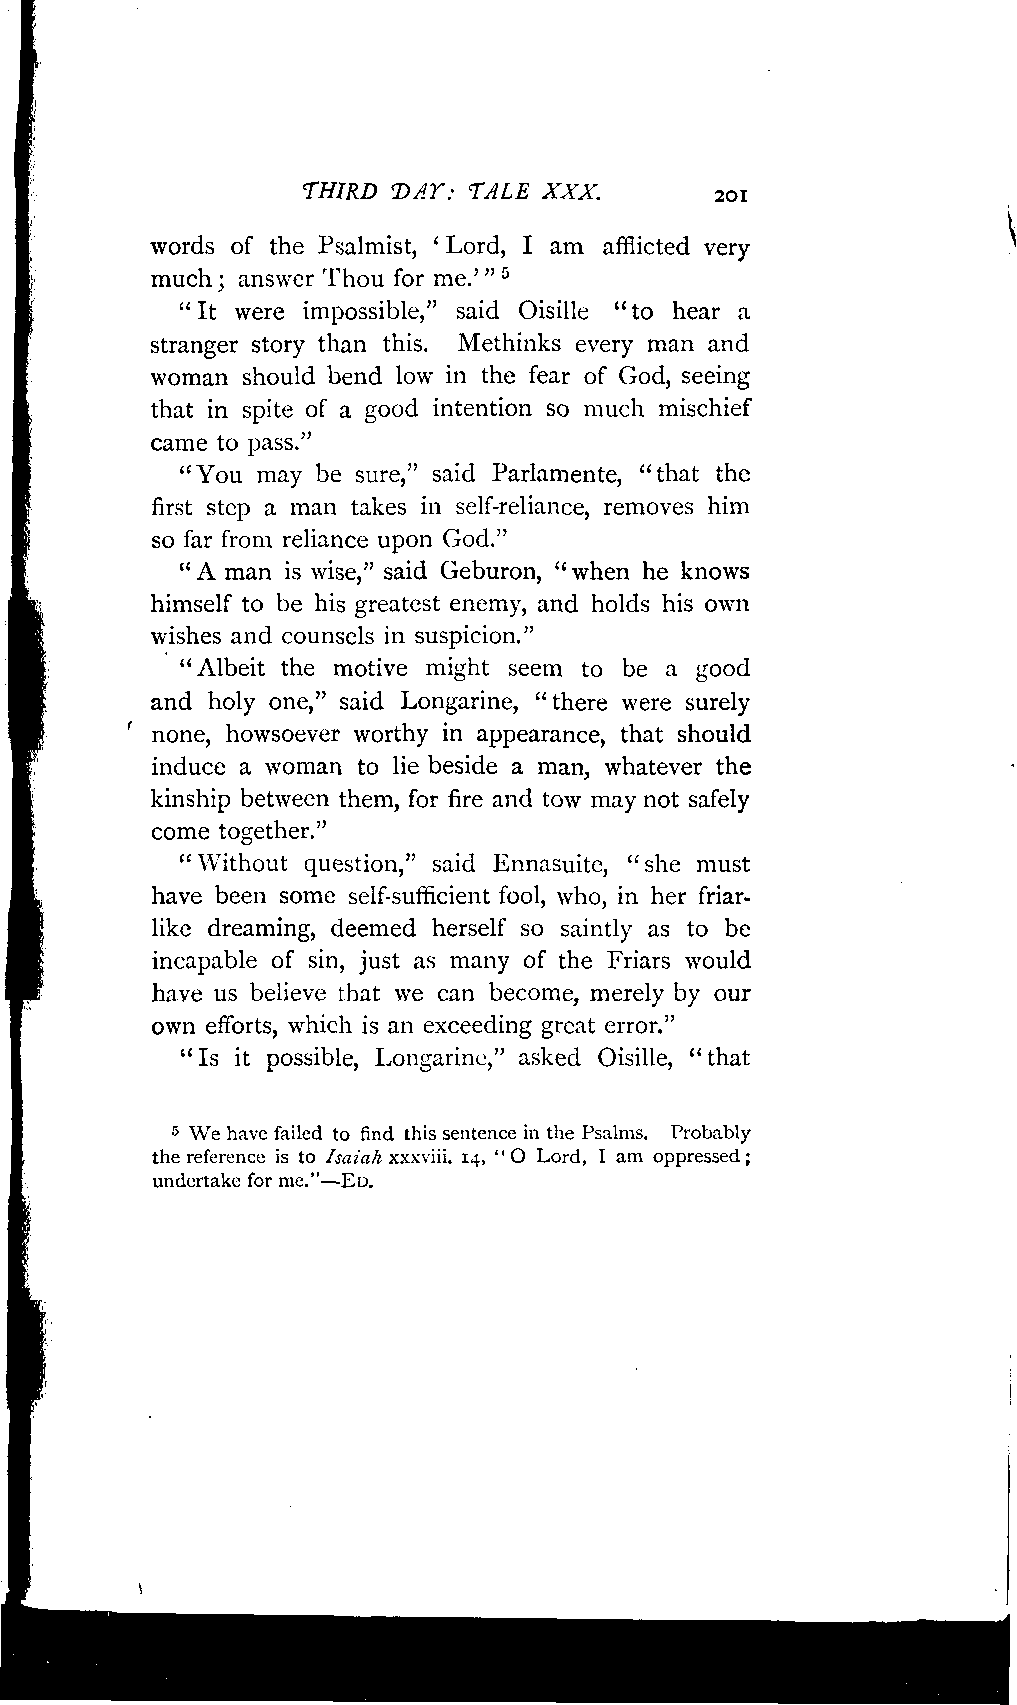 THIRD DAY: TALE XXX. 201
words of the Psalmist, ‘Lord, I am afflicted very
much; answer Thou for me.’” 5
“It were impossible,” said Oisille “to hear a
stranger story than this. Methinks every man and
woman should bend low in the fear of God, seeing
that in spite of a good intention so much mischief
came to pass.”
“You may be sure,” said Parlamente, “that the
first step a man takes in self-reliance, removes him
so far from reliance upon God.”
“A man is wise,” said Geburon, “when he knows
himself to be his greatest enemy, and holds his own
wishes and counsels in suspicion.”
“Albeit the motive might seem to be a good
and holy one,” said Longarine, “there were surely
none, howsoever worthy in appearance, that should
induce a woman to lie beside a man, whatever the
kinship between them, for fire and tow may not safely
come together.”
“Without question,” said Ennasuite, “she must
have been some self-sufficient fool, who, in her friar-
like dreaming, deemed herself so saintly as to be
incapable of sin, just as many of the Friars would
have us believe that we can become, merely by our
own efforts, which is an exceeding great error.”
“Is it possible, Longarine,” asked Oisille, “that
5 We have failed to find this sentence in the Psalms. Probably
the reference is to Isaiah xxxviii. 14, “O Lord, I am oppressed;
undertake for me.”—ED.